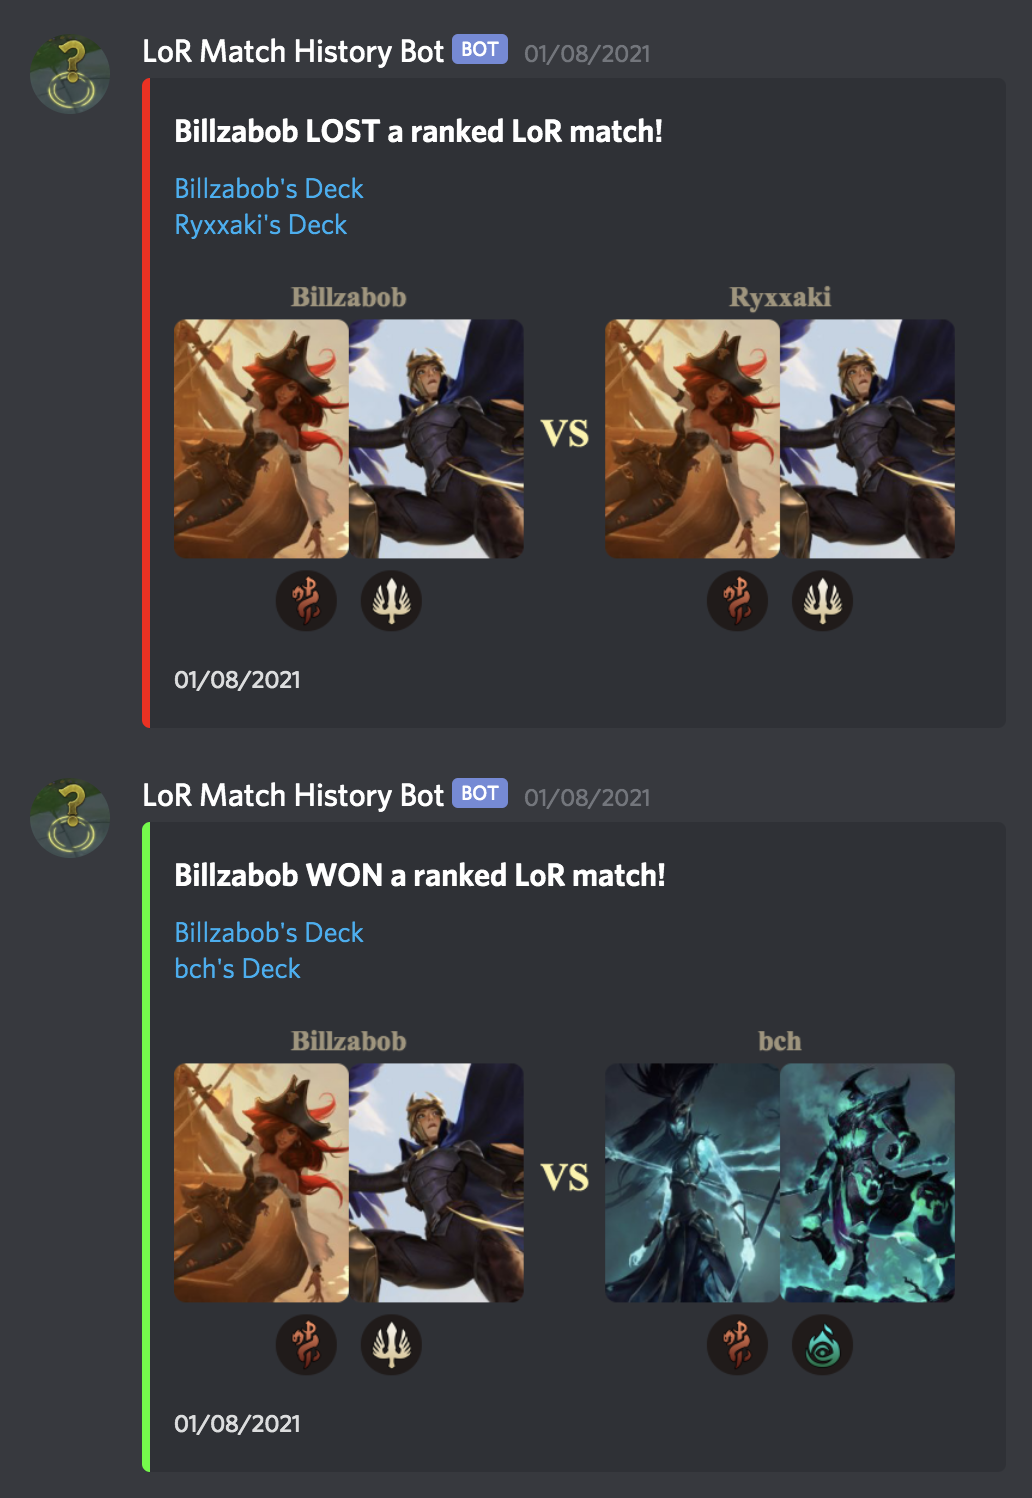 LoR Match History Bot BOT 01/08/2021
Billzabob LOST a ranked LoR match!
Billzabob's Deck
Ryxxaki's Deck
Billzabob Ryxxaki
VS
01/08/2021
LoR Match History Bot BOT 01/08/2021
Billzabob WON a ranked LoR match!
Billzabob's Deck
bch's Deck
Billzabob bch
VS
01/08/2021